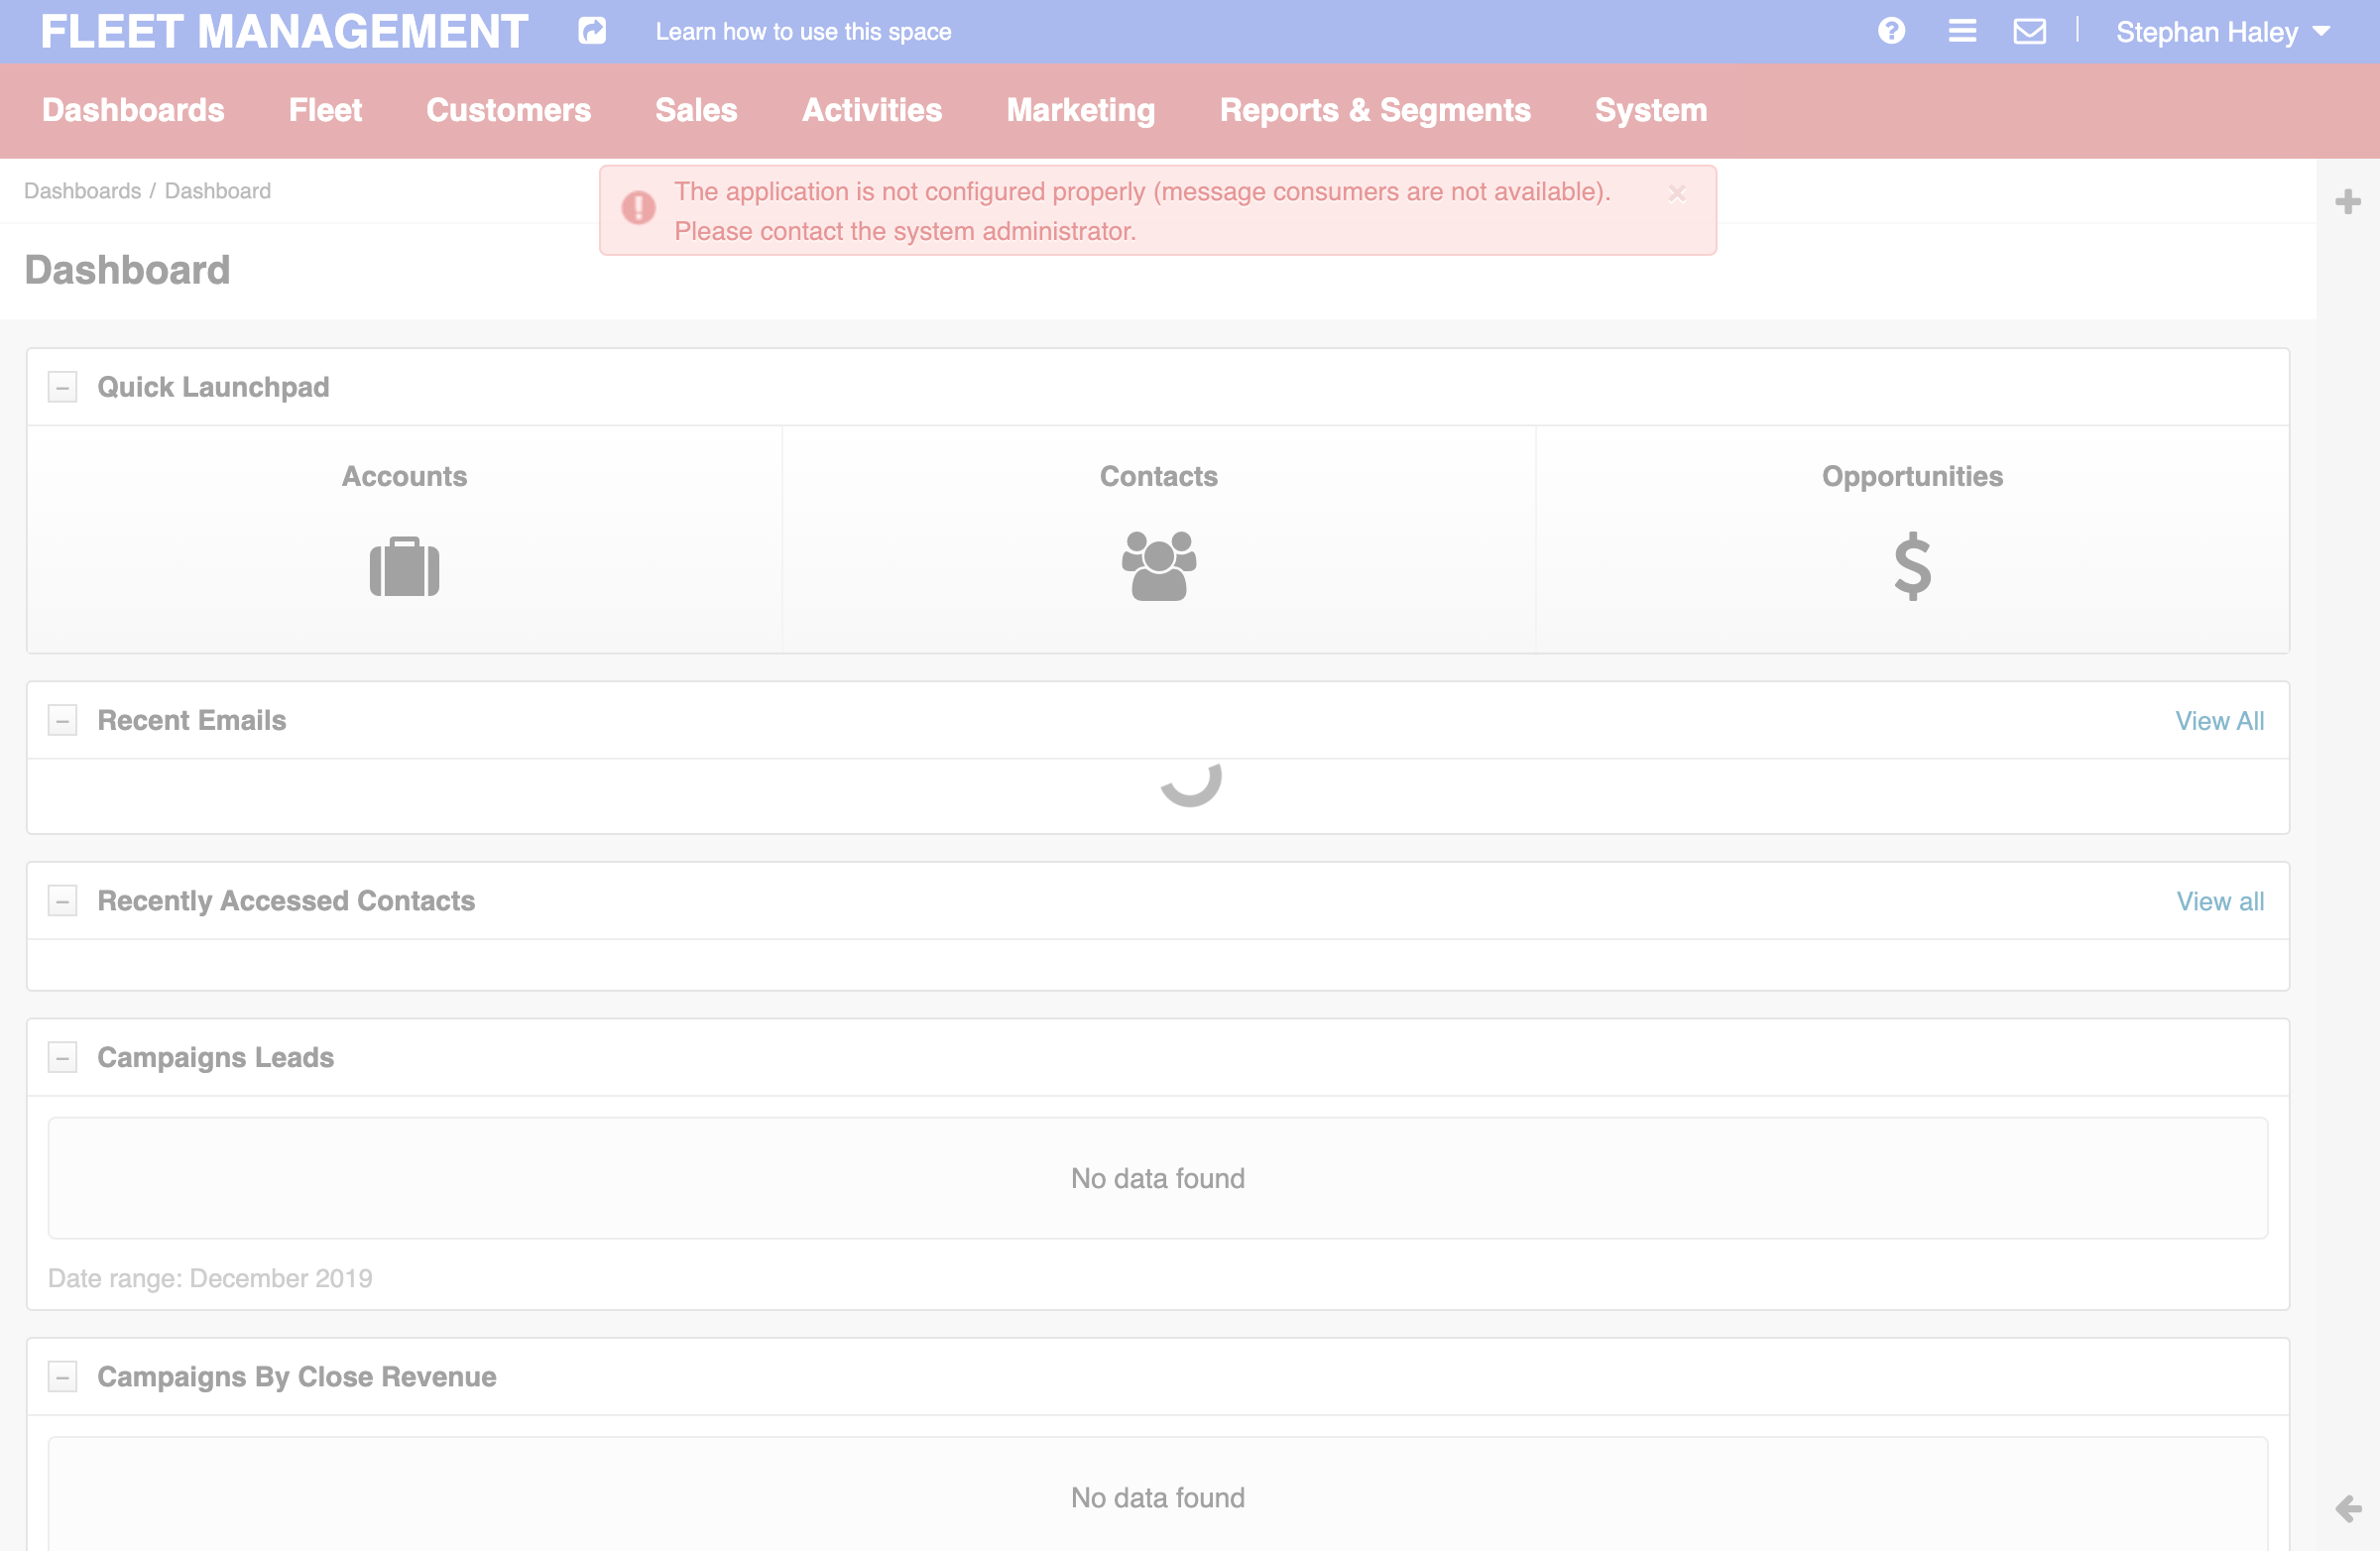 FLEET MANAGEMENT
Learn how to use this space
Stephan Haley
Dashboards Fleet Customers Sales Activities Marketing Reports & Segments System
Dashboards / Dashboard
The application is not configured properly (message consumers are not available).
Please contact the system administrator.
Dashboard
Quick Launchpad
Accounts
Contacts
Opportunities
Recent Emails
View All
Recently Accessed Contacts
View all
Campaigns Leads
No data found
Date range: December 2019
Campaigns By Close Revenue
No data found